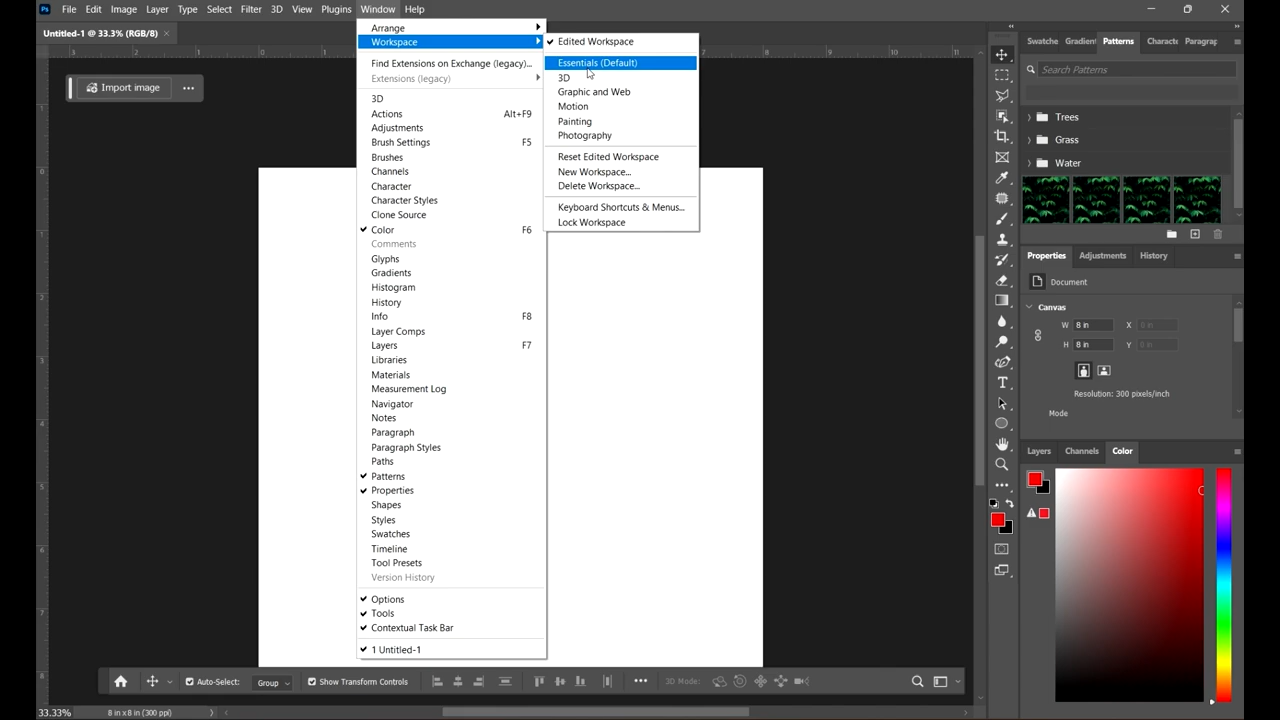 Ps File Edit Image Layer Type Select Filter 3D View Plugins Window Help
Untitled-1 @ 33.3% (RGB/8)
Import image
Arrange
Workspace
Find Extensions on Exchange (legacy)...
Extensions (legacy)
3D
Actions Alt+F9
Adjustments
Brush Settings F5
Brushes
Channels
Character
Character Styles
Clone Source
Color F6
Comments
Glyphs
Gradients
Histogram
History
Info F8
Layer Comps
Layers F7
Libraries
Materials
Measurement Log
Navigator
Notes
Paragraph
Paragraph Styles
Paths
Patterns
Properties
Shapes
Styles
Swatches
Timeline
Tool Presets
Version History
Options
Tools
Contextual Task Bar
1 Untitled-1
Edited Workspace
Essentials (Default)
3D
Graphic and Web
Motion
Painting
Photography
Reset Edited Workspace
New Workspace...
Delete Workspace...
Keyboard Shortcuts & Menus...
Lock Workspace
Swatche Gradient Patterns Characte Paragrap
Search Patterns
Trees
Grass
Water
Properties Adjustments History
Document
Canvas
W 8 in X 0 in
H 8 in Y 0 in
Resolution: 300 pixels/inch
Mode
Layers Channels Color
Auto-Select: Group Show Transform Controls 3D Mode:
33.33% 8 in x 8 in (300 ppi)